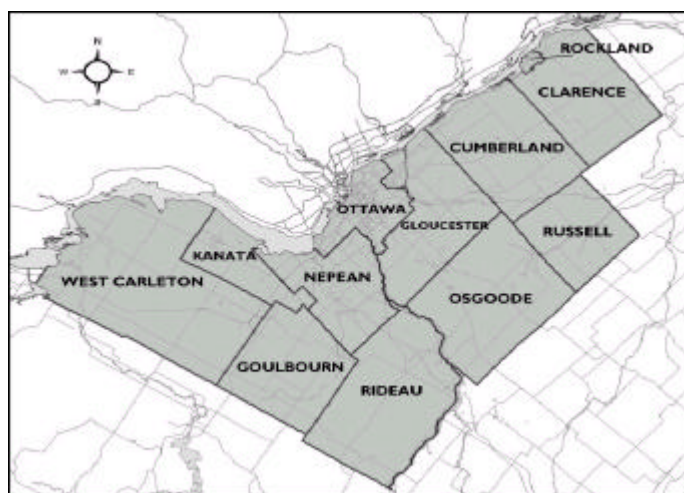 N
W E
S
ROCKLAND
CLARENCE
CUMBERLAND
OTTAWA
GLOUCESTER
RUSSELL
KANATA
NEPEAN
WEST CARLETON
OSGOODE
GOULBOURN
RIDEAU